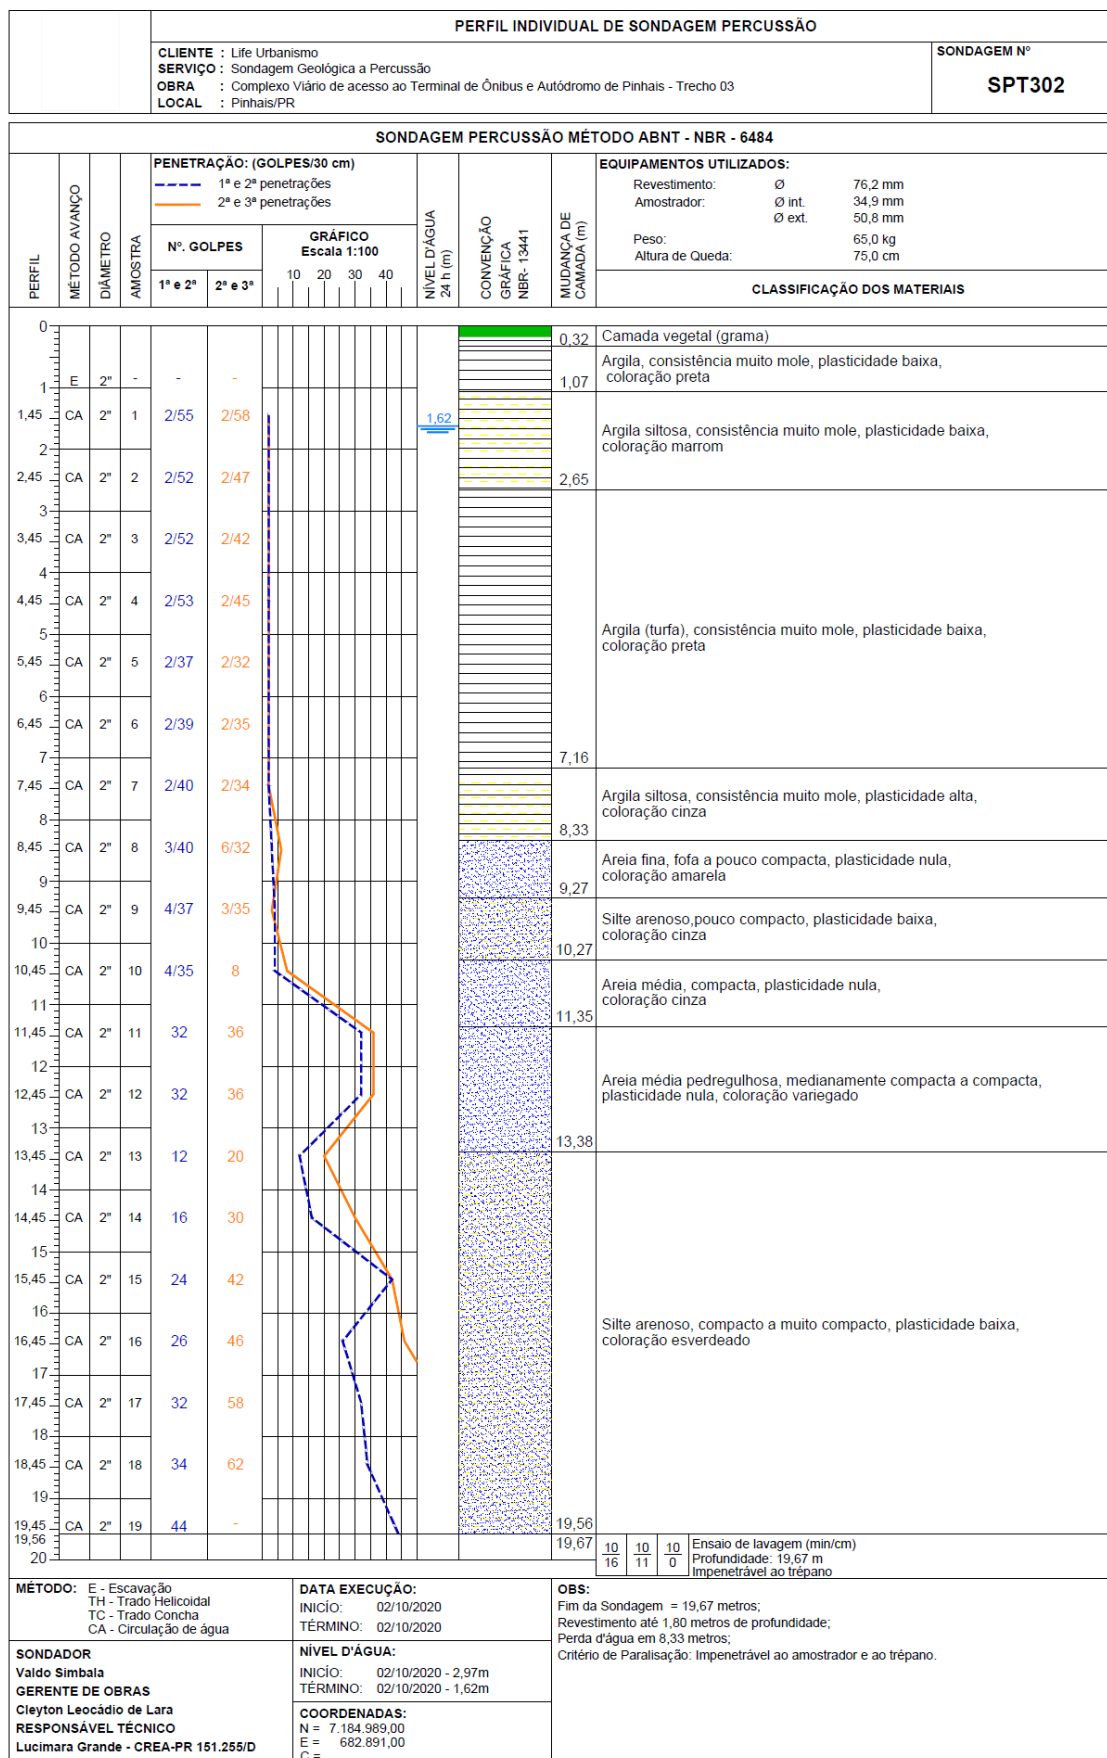 PERFIL INDIVIDUAL DE SONDAGEM PERCUSSÃO
CLIENTE : Life Urbanismo
SERVIÇO : Sondagem Geológica a Percussão
OBRA : Complexo Viário de acesso ao Terminal de Ônibus e Autódromo de Pinhais - Trecho 03
LOCAL : Pinhais/PR
SONDAGEM Nº
SPT302
SONDAGEM PERCUSSÃO MÉTODO ABNT - NBR - 6484
PERFIL
MÉTODO AVANÇO
DIÂMETRO
AMOSTRA
PENETRAÇÃO: (GOLPES/30 cm)
1ª e 2ª penetrações
2ª e 3ª penetrações
Nº. GOLPES
1ª e 2ª 2ª e 3ª
GRÁFICO
Escala 1:100
10 20 30 40
NÍVEL D'ÁGUA
24 h (m)
CONVENÇÃO
GRÁFICA
NBR- 13441
MUDANÇA DE
CAMADA (m)
EQUIPAMENTOS UTILIZADOS:
Revestimento: Ø 76,2 mm
Amostrador: Ø int. 34,9 mm
Ø ext. 50,8 mm
Peso: 65,0 kg
Altura de Queda: 75,0 cm
CLASSIFICAÇÃO DOS MATERIAIS
0
0,32 Camada vegetal (grama)
Argila, consistência muito mole, plasticidade baixa,
coloração preta
E 2" - - -
1 1,07
1,45 CA 2" 1 2/55 2/58 1,62
Argila siltosa, consistência muito mole, plasticidade baixa,
coloração marrom
2
2,45 CA 2" 2 2/52 2/47 2,65
3
3,45 CA 2" 3 2/52 2/42
4
4,45 CA 2" 4 2/53 2/45
5
Argila (turfa), consistência muito mole, plasticidade baixa,
coloração preta
5,45 CA 2" 5 2/37 2/32
6
6,45 CA 2" 6 2/39 2/35
7 7,16
7,45 CA 2" 7 2/40 2/34
Argila siltosa, consistência muito mole, plasticidade alta,
coloração cinza
8 8,33
8,45 CA 2" 8 3/40 6/32
Areia fina, fofa a pouco compacta, plasticidade nula,
coloração amarela
9 9,27
9,45 CA 2" 9 4/37 3/35
Silte arenoso,pouco compacto, plasticidade baixa,
coloração cinza
10 10,27
10,45 CA 2" 10 4/35 8
Areia média, compacta, plasticidade nula,
coloração cinza
11 11,35
11,45 CA 2" 11 32 36
12
Areia média pedregulhosa, medianamente compacta a compacta,
plasticidade nula, coloração variegado
12,45 CA 2" 12 32 36
13 13,38
13,45 CA 2" 13 12 20
14
14,45 CA 2" 14 16 30
15
15,45 CA 2" 15 24 42
16
Silte arenoso, compacto a muito compacto, plasticidade baixa,
coloração esverdeado
16,45 CA 2" 16 26 46
17
17,45 CA 2" 17 32 58
18
18,45 CA 2" 18 34 62
19
19,45 CA 2" 19 44 - 19,56
19,56 19,67
20
10 10 10
16 11 0
Ensaio de lavagem (min/cm)
Profundidade: 19,67 m
Impenetrável ao trépano
MÉTODO: E - Escavação
TH - Trado Helicoidal
TC - Trado Concha
CA - Circulação de água
DATA EXECUÇÃO:
INICÍO: 02/10/2020
TÉRMINO: 02/10/2020
OBS:
Fim da Sondagem = 19,67 metros;
Revestimento até 1,80 metros de profundidade;
Perda d'água em 8,33 metros;
Critério de Paralisação: Impenetrável ao amostrador e ao trépano.
SONDADOR
Valdo Simbala
GERENTE DE OBRAS
Cleyton Leocádio de Lara
RESPONSÁVEL TÉCNICO
Lucimara Grande - CREA-PR 151.255/D
NÍVEL D'ÁGUA:
INICÍO: 02/10/2020 - 2,97m
TÉRMINO: 02/10/2020 - 1,62m
COORDENADAS:
N = 7.184.989,00
E = 682.891,00
C =